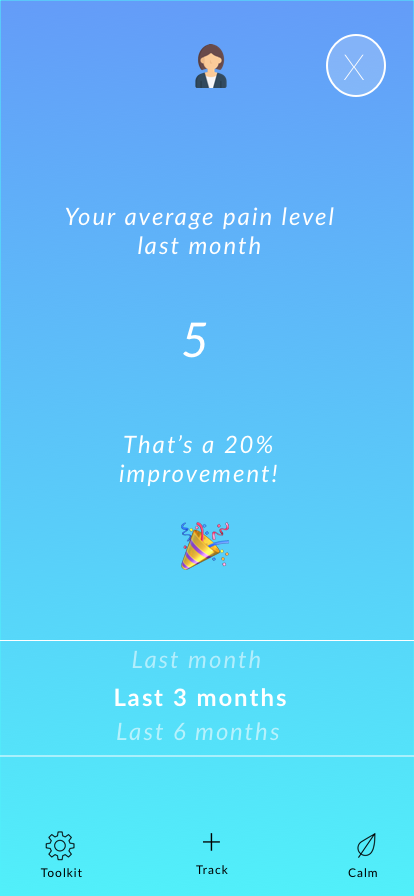 X
Your average pain level
last month
5
That's a 20%
improvement!
Last month
Last 3 months
Last 6 months
Toolkit
Track
Calm